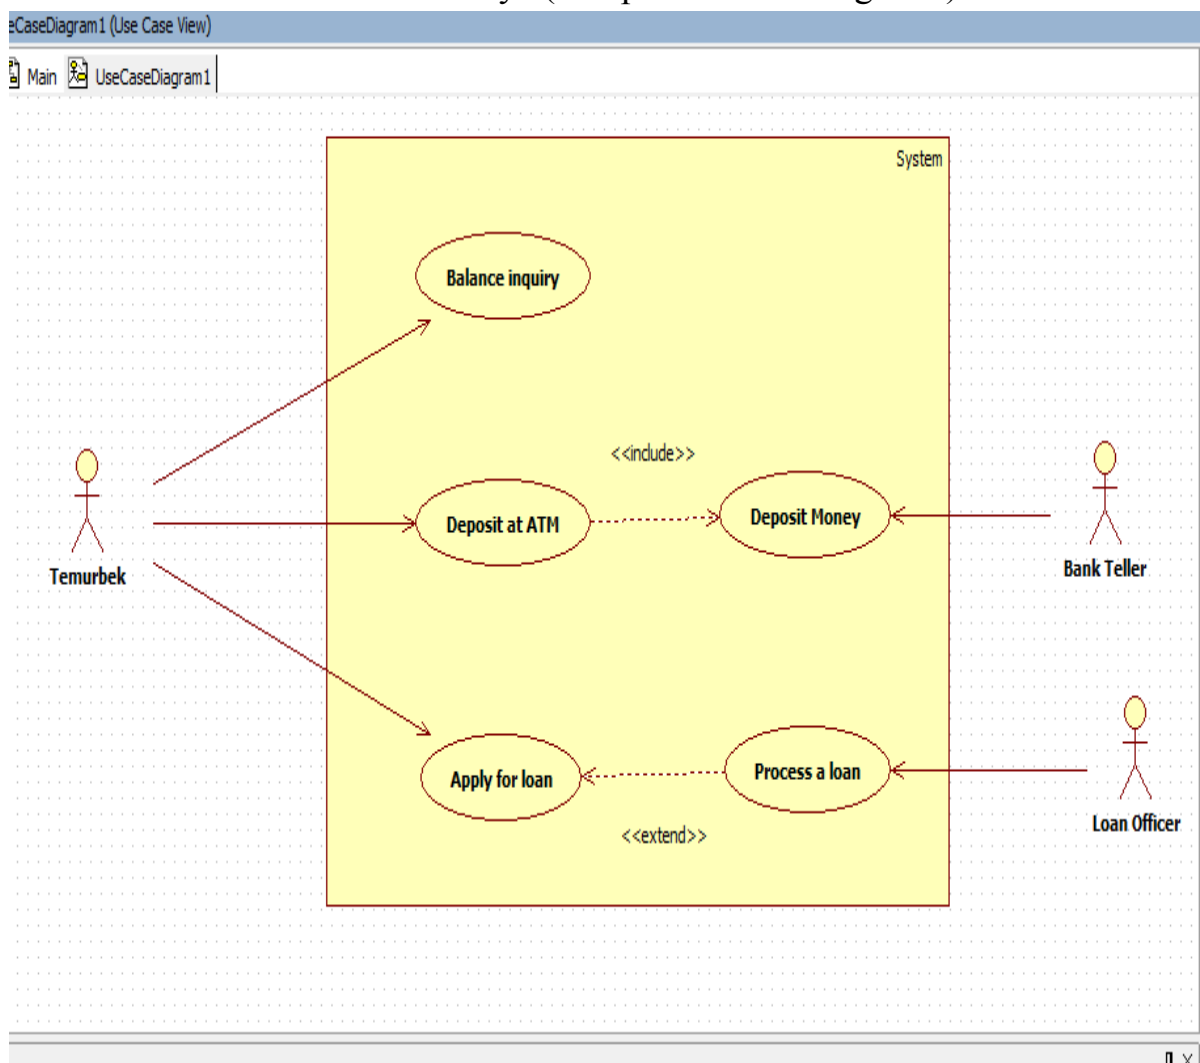 UseCaseDiagram1 (Use Case View)
Main UseCaseDiagram1
System
Balance inquiry
<<include>>
Deposit at ATM
Deposit Money
Temurbek
Bank Teller
Apply for loan
Process a loan
<<extend>>
Loan Officer